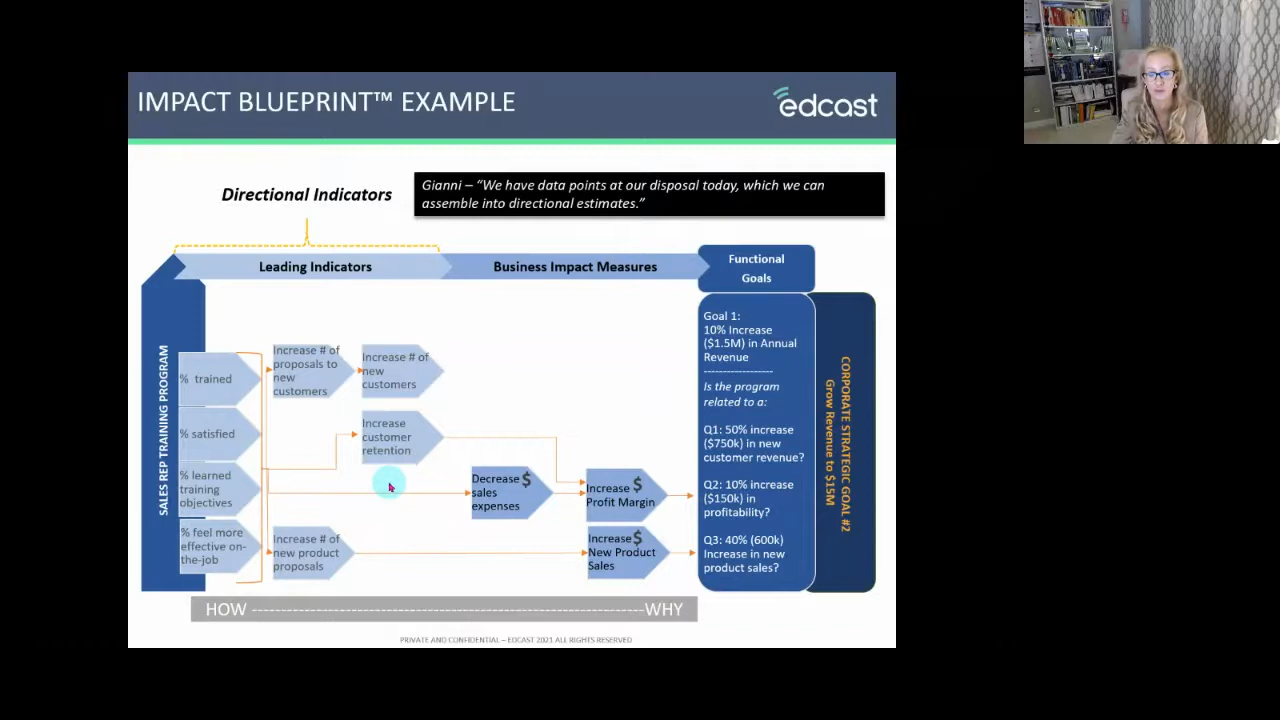 IMPACT BLUEPRINT™ EXAMPLE
edcast
Directional Indicators
Gianni – “We have data points at our disposal today, which we can
assemble into directional estimates.”
Leading Indicators
Business Impact Measures
Functional
Goals
SALES REP TRAINING PROGRAM
% trained
% satisfied
% learned
training
objectives
% feel more
effective on-
the-job
Increase # of
proposals to
new
customers
Increase # of
new
customers
Increase
customer
retention
Increase # of
new product
proposals
Decrease $
sales
expenses
Increase $
Profit Margin
Increase $
New Product
Sales
Goal 1:
10% Increase
($1.5M) in Annual
Revenue
------------------
Is the program
related to a:
Q1: 50% increase
($750k) in new
customer revenue?
Q2: 10% increase
($150k) in
profitability?
Q3: 40% (600k)
Increase in new
product sales?
CORPORATE STRATEGIC GOAL #2
Grow Revenue to $15M
HOW ------------------------------------------------------------WHY
PRIVATE AND CONFIDENTIAL – EDCAST 2021 ALL RIGHTS RESERVED